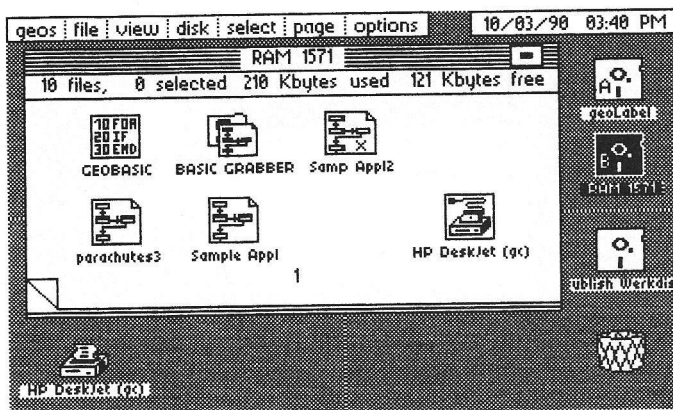 geos file view disk select page options 10/03/90 03:40 PM
RAM 1571
10 files, 0 selected 210 Kbytes used 121 Kbytes free
10 FOR
20 IF
30 END
GEOBASIC
BASIC GRABBER
Samp Appl2
parachutes3
Sample Appl
HP DeskJet (gc)
1
A
geoLabel
B
RAM 1571
ublish Werkdis
HP DeskJet (gc)